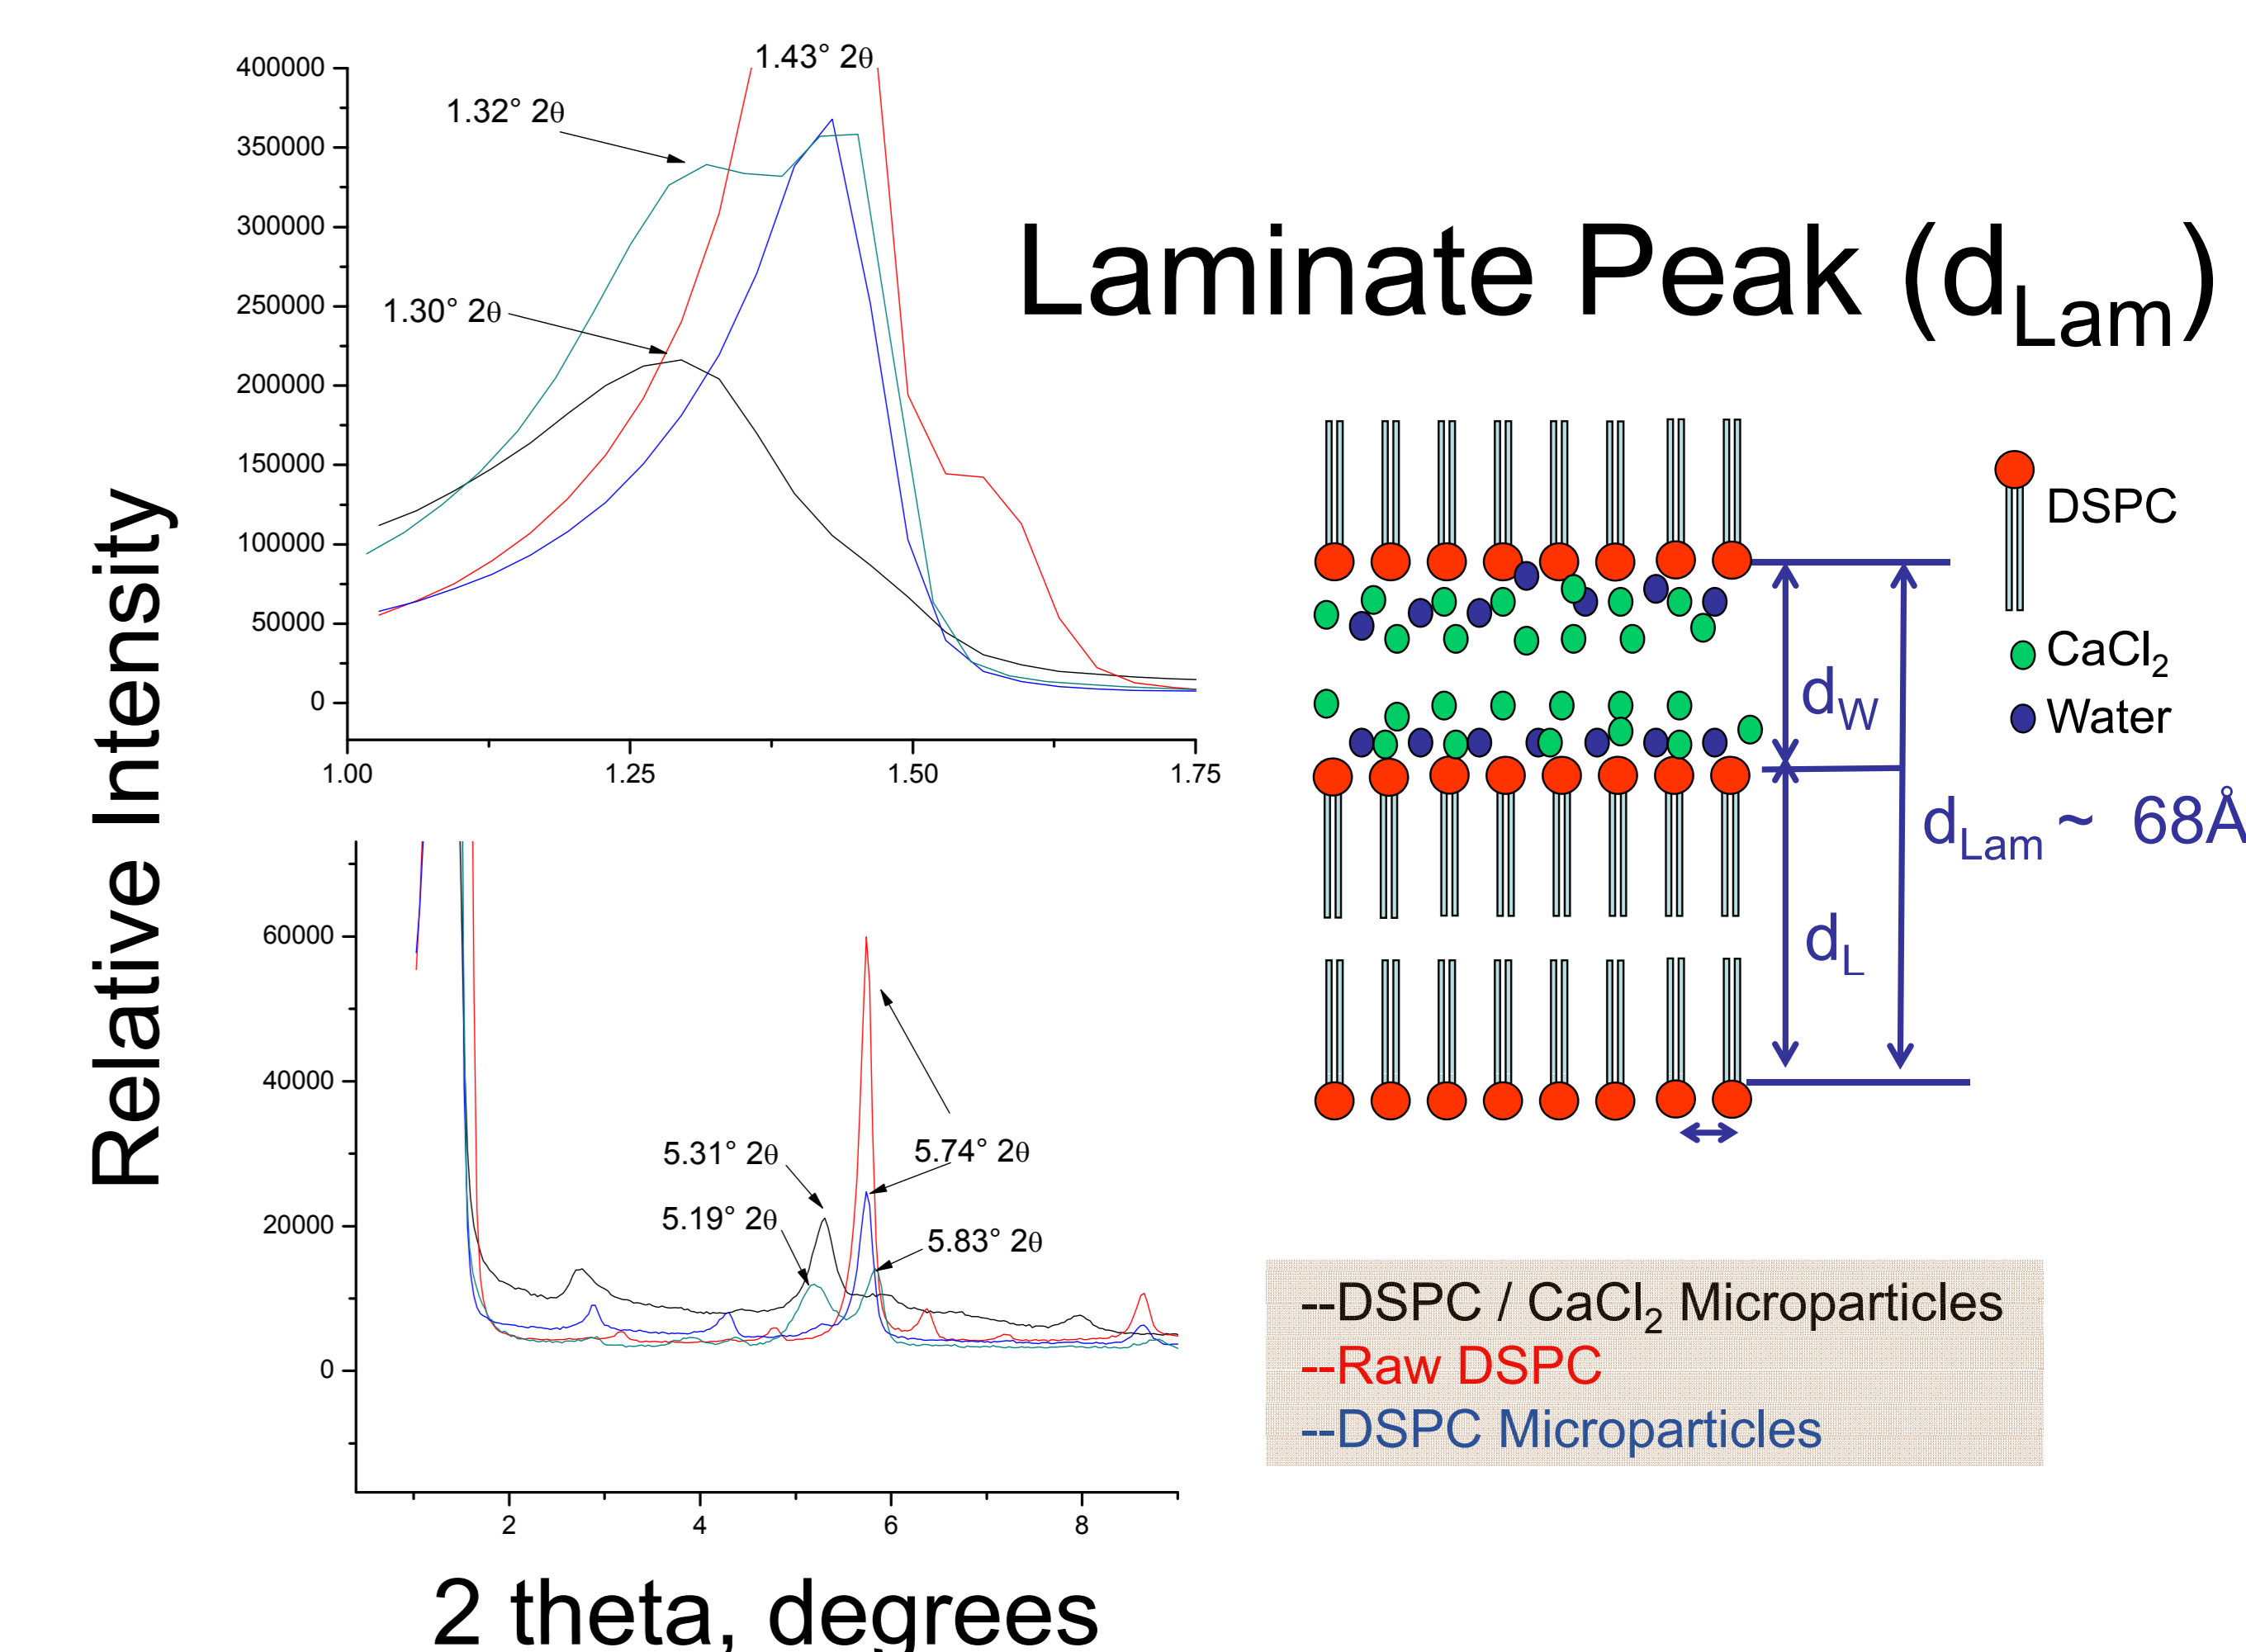 1.43° 2θ
400000
1.32° 2θ
350000
300000
Laminate Peak (dLam)
250000
1.30° 2θ
200000
150000
100000
50000
0
1.00 1.25 1.50 1.75
Relative Intensity
DSPC
CaCl2
Water
dW
dLam ~ 68Å
dL
60000
40000
5.31° 2θ
5.74° 2θ
5.19° 2θ
20000
5.83° 2θ
0
2 4 6 8
2 theta, degrees
--DSPC / CaCl2 Microparticles
--Raw DSPC
--DSPC Microparticles